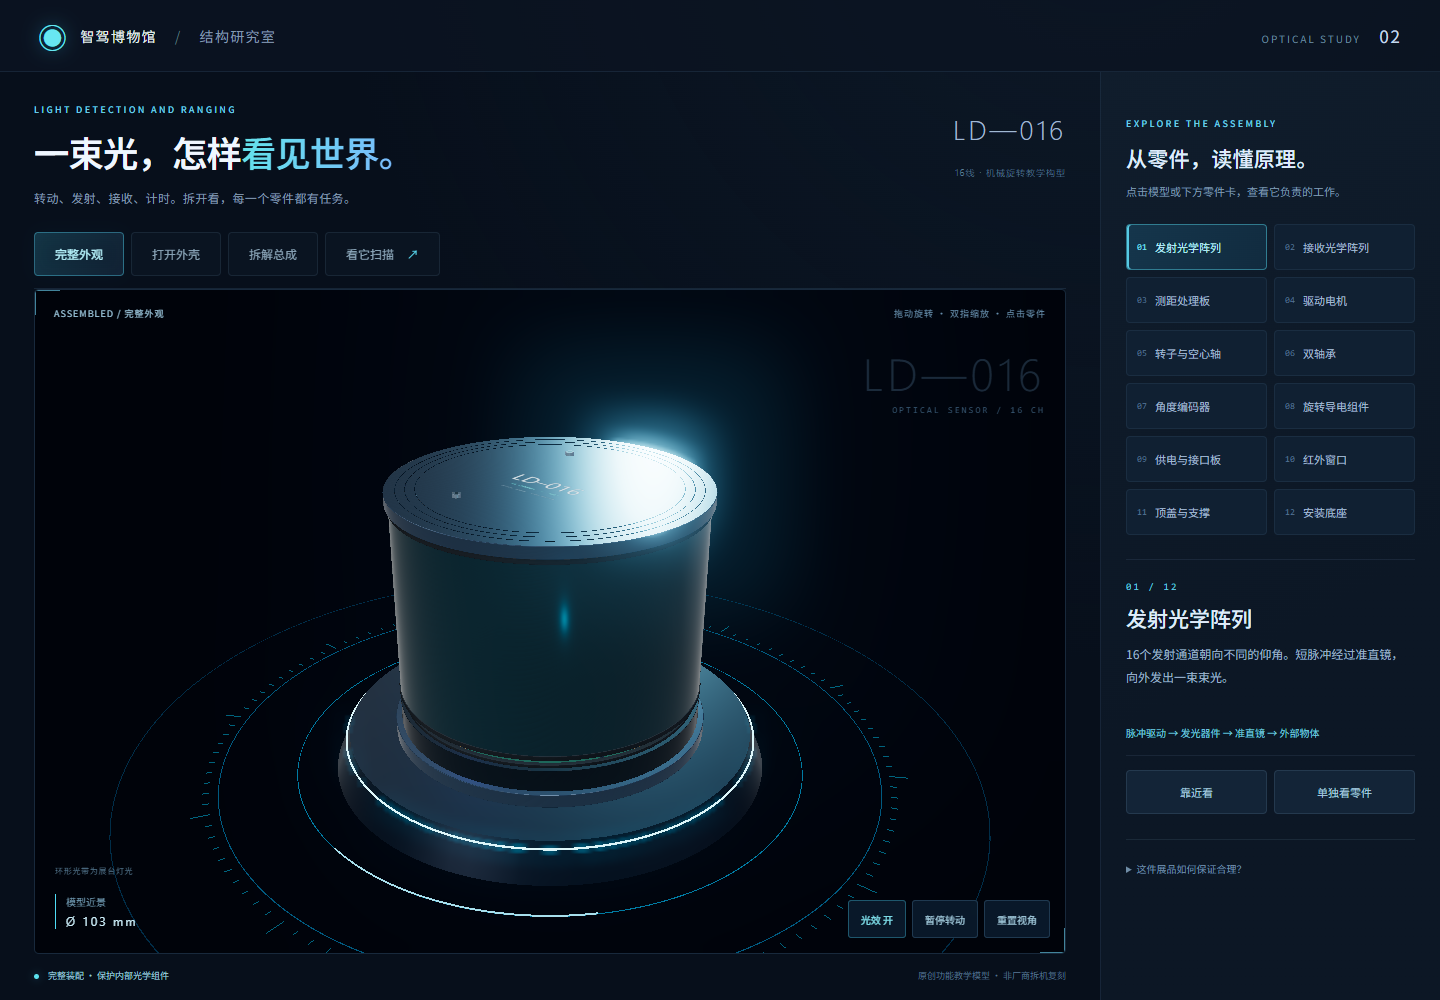 智驾博物馆 / 结构研究室
OPTICAL STUDY 02
LIGHT DETECTION AND RANGING
一束光，怎样看见世界。
转动、发射、接收、计时。拆开看，每一个零件都有任务。
LD—016
16线 · 机械旋转教学构型
完整外观
打开外壳
拆解总成
看它扫描 ↗
ASSEMBLED / 完整外观
拖动旋转 · 双指缩放 · 点击零件
LD—016
OPTICAL SENSOR / 16 CH
LD-016
环形光带为展台灯光
模型近景
Ø 103 mm
光效 开
暂停转动
重置视角
完整装配 · 保护内部光学组件
原创功能教学模型 · 非厂商拆机复刻
EXPLORE THE ASSEMBLY
从零件，读懂原理。
点击模型或下方零件卡，查看它负责的工作。
01 发射光学阵列
02 接收光学阵列
03 测距处理板
04 驱动电机
05 转子与空心轴
06 双轴承
07 角度编码器
08 旋转导电组件
09 供电与接口板
10 红外窗口
11 顶盖与支撑
12 安装底座
01 / 12
发射光学阵列
16个发射通道朝向不同的仰角。短脉冲经过准直镜，
向外发出一束束光。
脉冲驱动 → 发光器件 → 准直镜 → 外部物体
靠近看
单独看零件
▶ 这件展品如何保证合理？